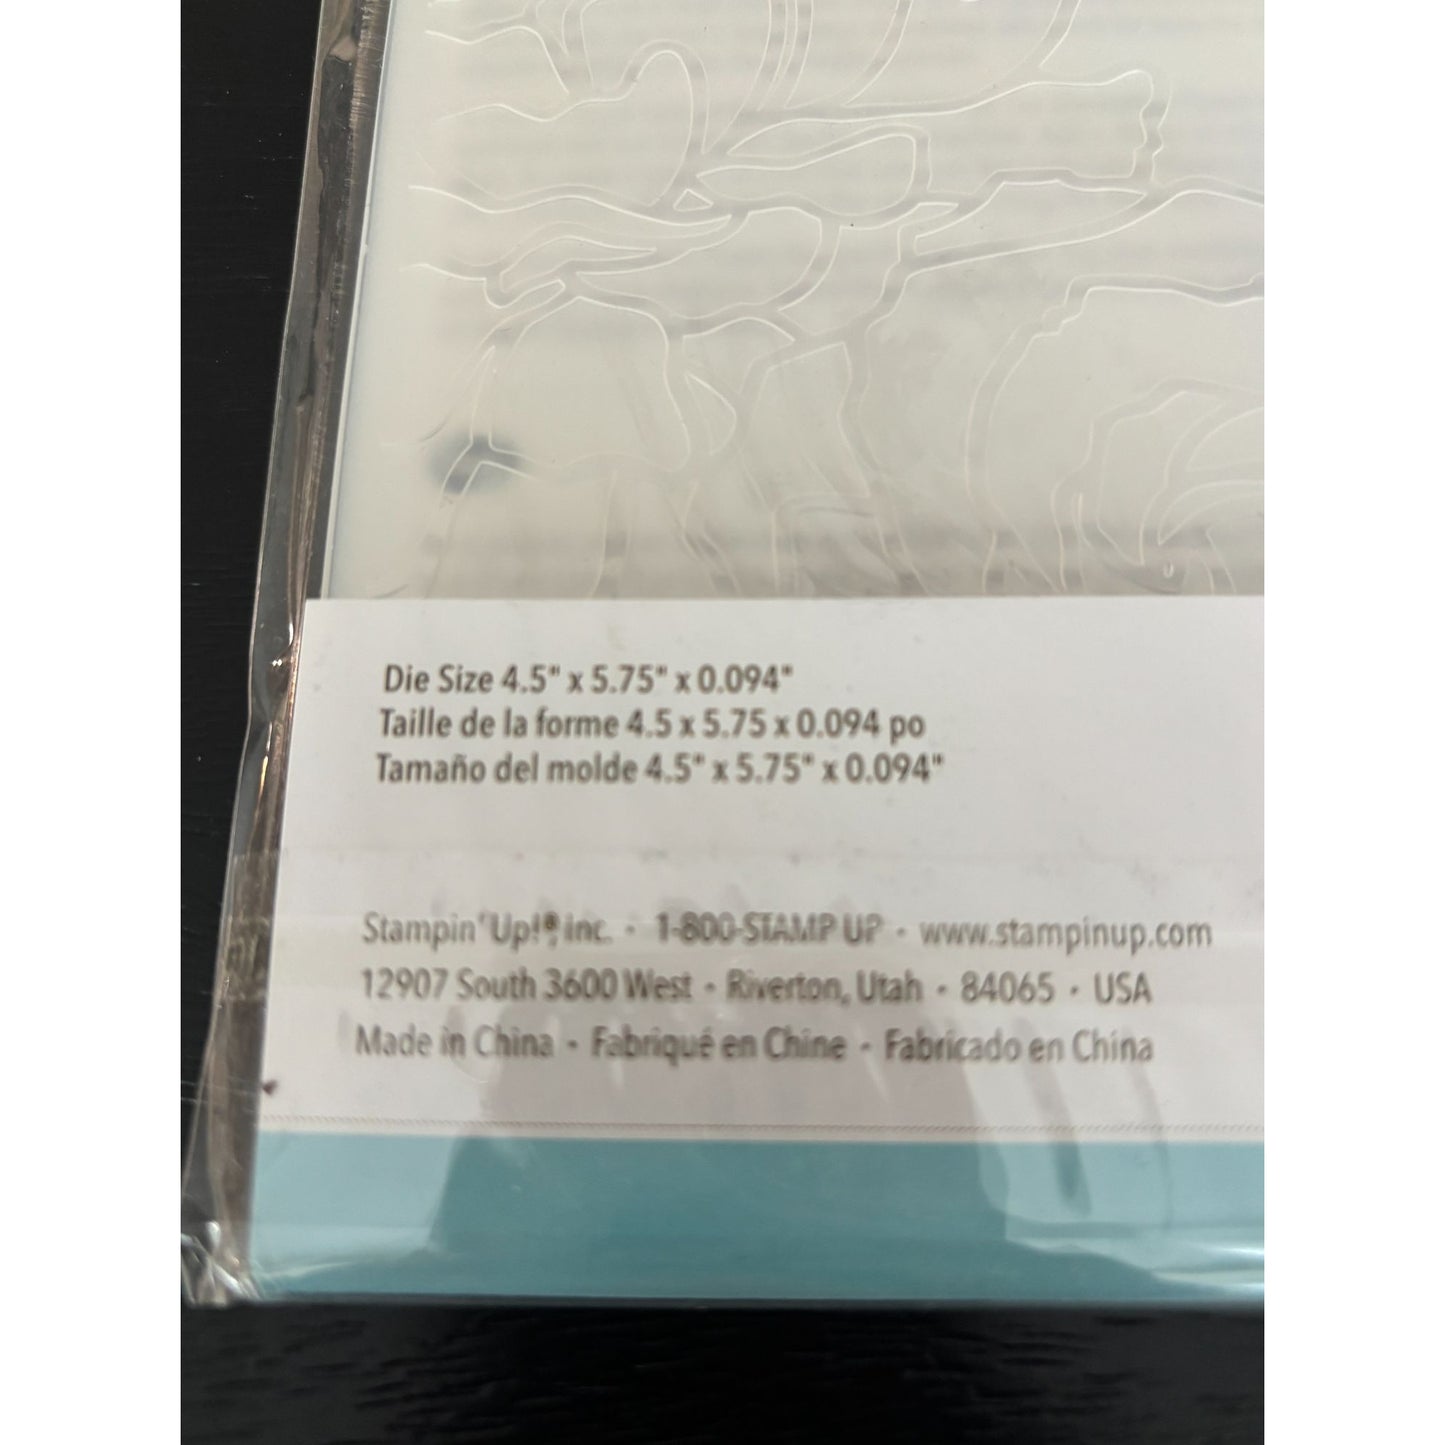 Die Size 4.5" x 5.75" x 0.094"
Taille de la forme 4.5 x 5.75 x 0.094 po
Tamaño del molde 4.5" x 5.75" x 0.094"
Stampin' Up!®, inc. • 1-800-STAMP UP • www.stampinup.com
12907 South 3600 West • Riverton, Utah • 84065 • USA
Made in China • Fabriqué en Chine • Fabricado en China